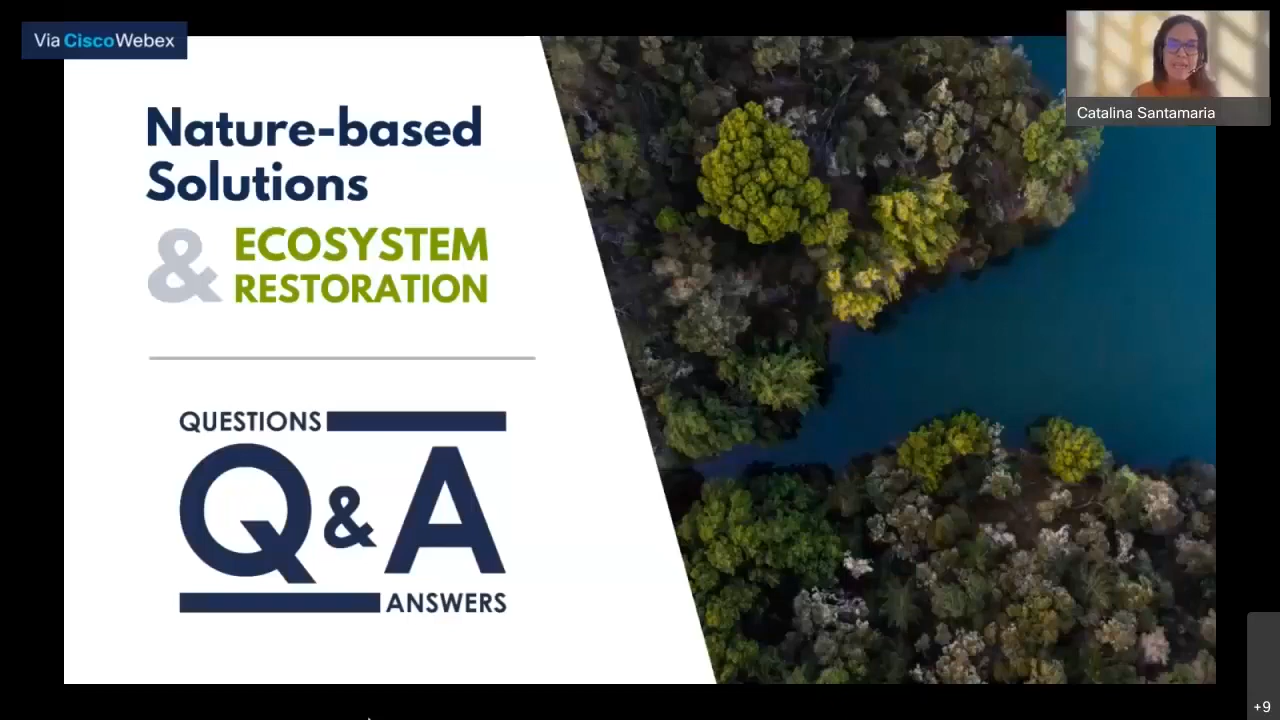 Via CiscoWebex
Catalina Santamaria
Nature-based
Solutions
& ECOSYSTEM
RESTORATION
QUESTIONS
Q&A
ANSWERS
+9